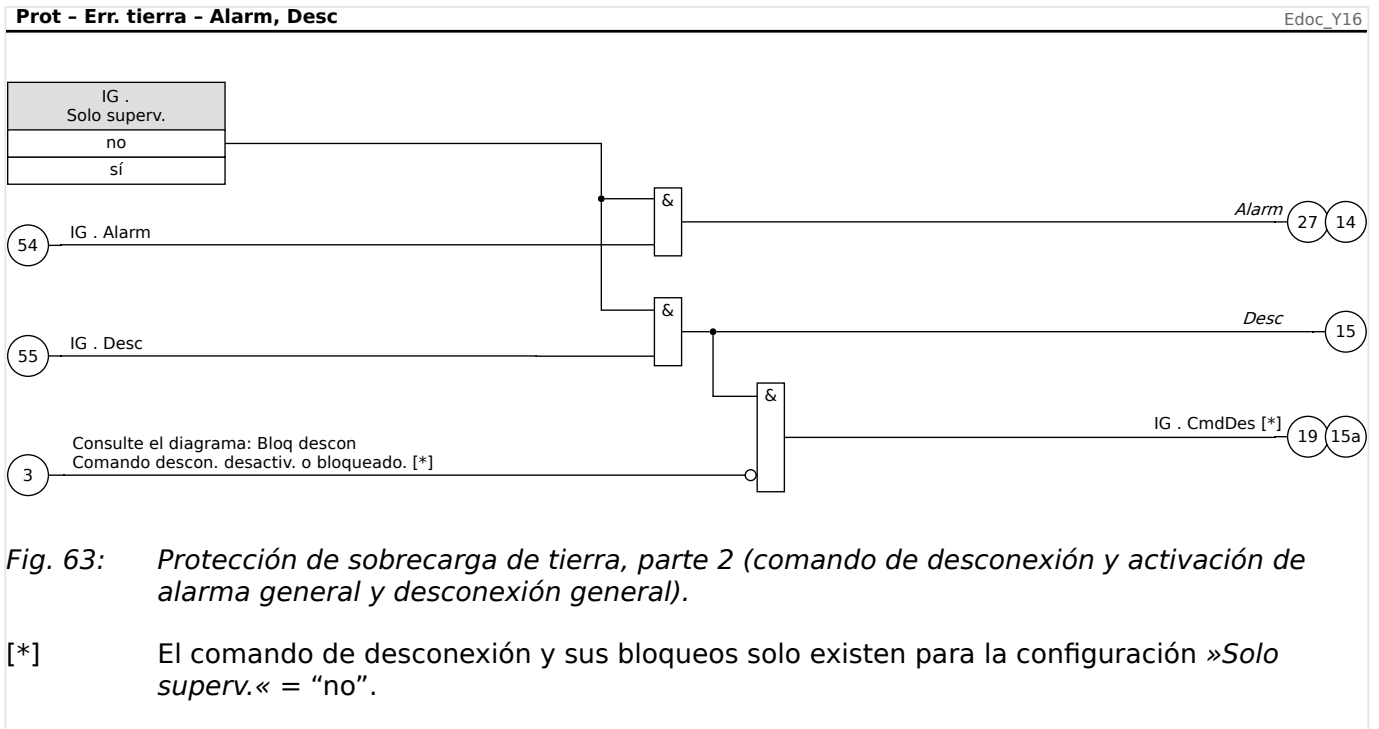 Prot – Err. tierra – Alarm, Desc
Edoc_Y16
IG .
Solo superv.
no
sí
&
Alarm
27
14
54
IG . Alarm
&
Desc
15
55
IG . Desc
&
IG . CmdDes [*]
19
15a
Consulte el diagrama: Bloq descon
Comando descon. desactiv. o bloqueado. [*]
3
Fig. 63: Protección de sobrecarga de tierra, parte 2 (comando de desconexión y activación de
alarma general y desconexión general).
[*] El comando de desconexión y sus bloqueos solo existen para la configuración »Solo
superv.« = “no”.